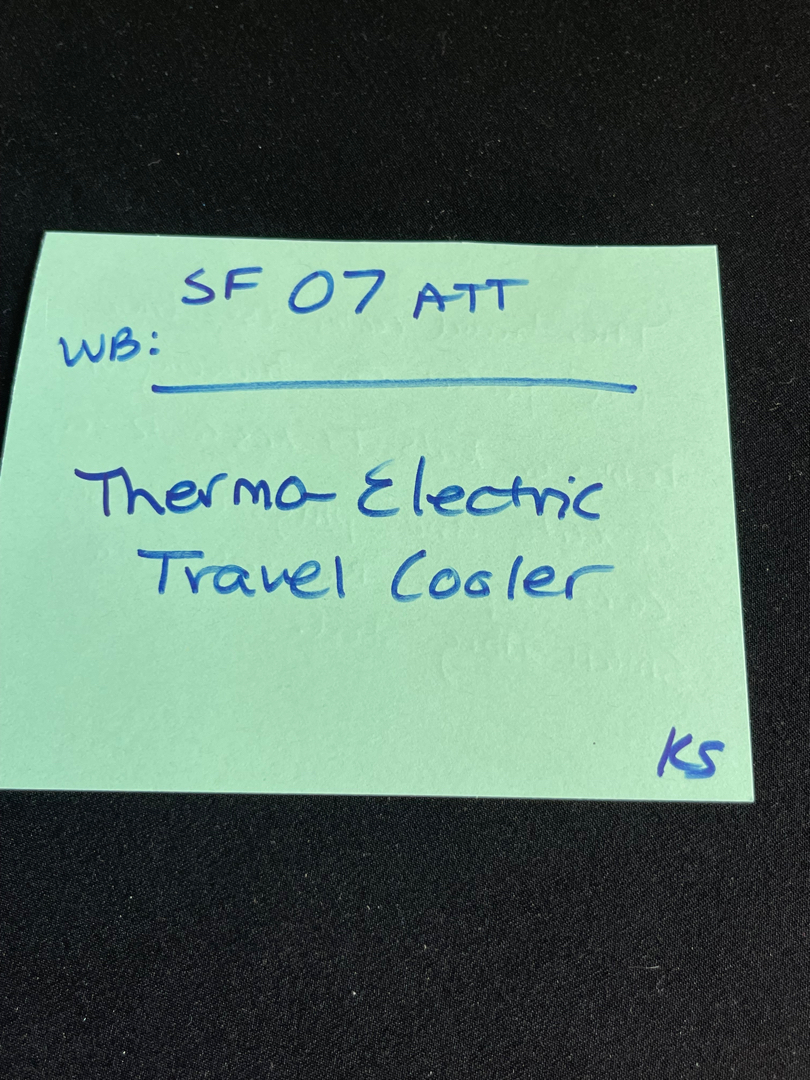 SF 07 ATT
WB:
Thermo-Electric
Travel Cooler
KS